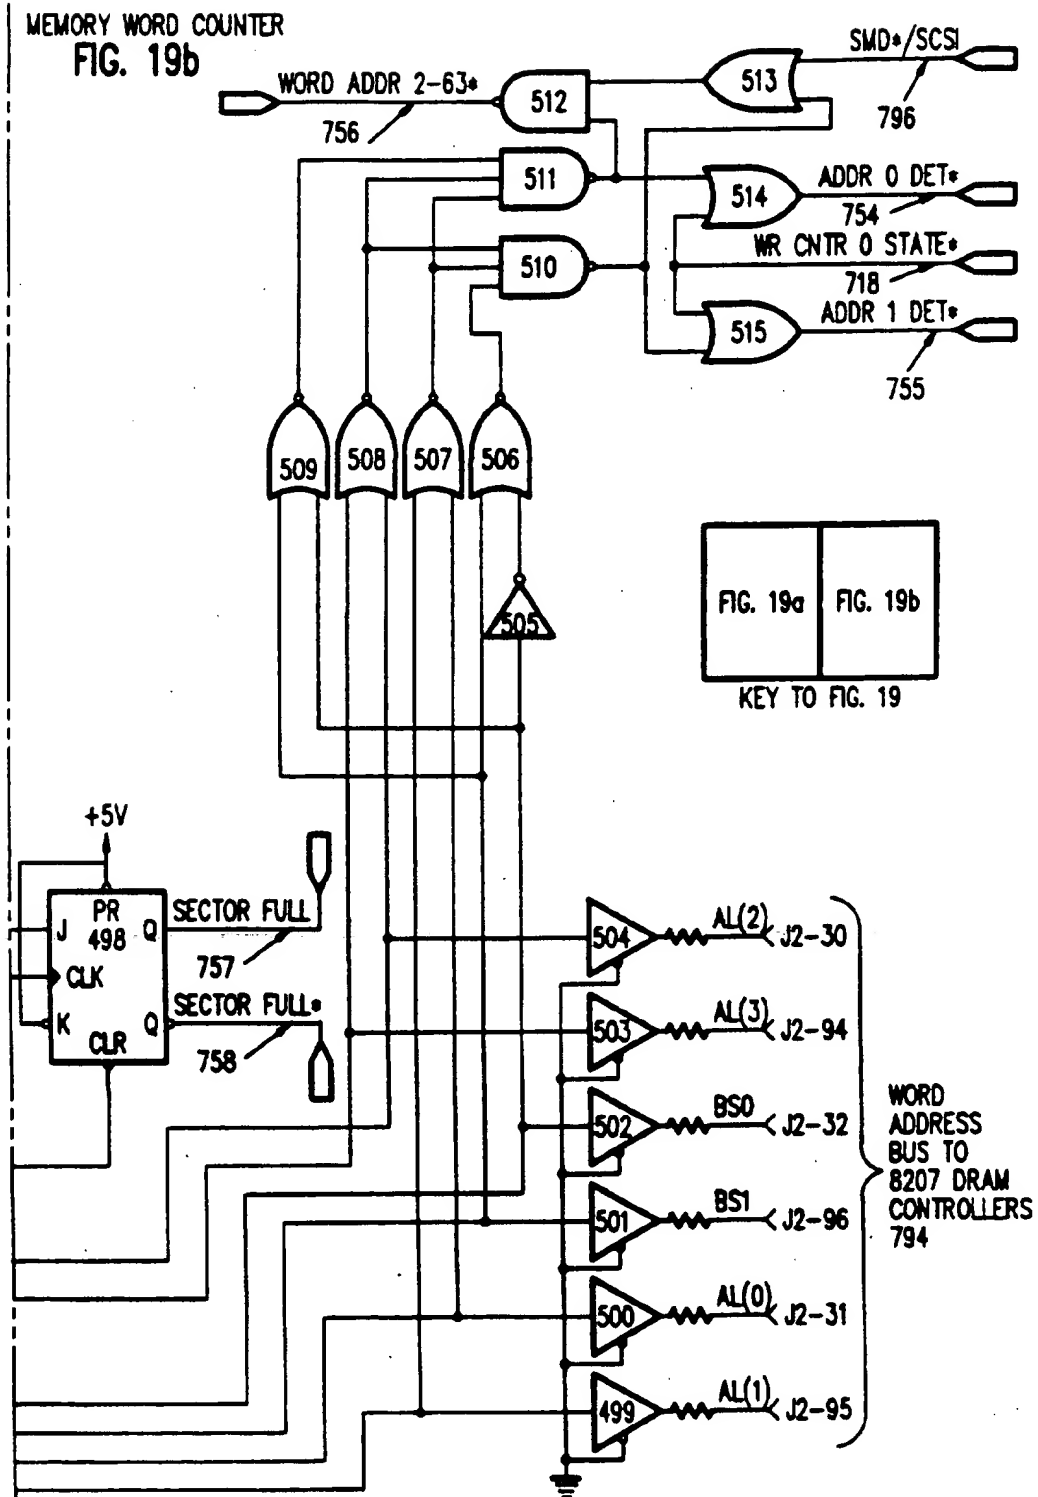 MEMORY WORD COUNTER
FIG. 19b
SMD*/SCSI
796
WORD ADDR 2-63*
756
512
513
511
514
ADDR 0 DET*
754
510
WR CNTR 0 STATE*
718
515
ADDR 1 DET*
755
509
508
507
506
505
FIG. 19a
FIG. 19b
KEY TO FIG. 19
+5V
PR
498
J
Q
CLK
K
Q
CLR
SECTOR FULL
757
SECTOR FULL*
758
504
AL(2)
J2-30
503
AL(3)
J2-94
502
BS0
J2-32
501
BS1
J2-96
500
AL(0)
J2-31
499
AL(1)
J2-95
WORD
ADDRESS
BUS TO
8207 DRAM
CONTROLLERS
794